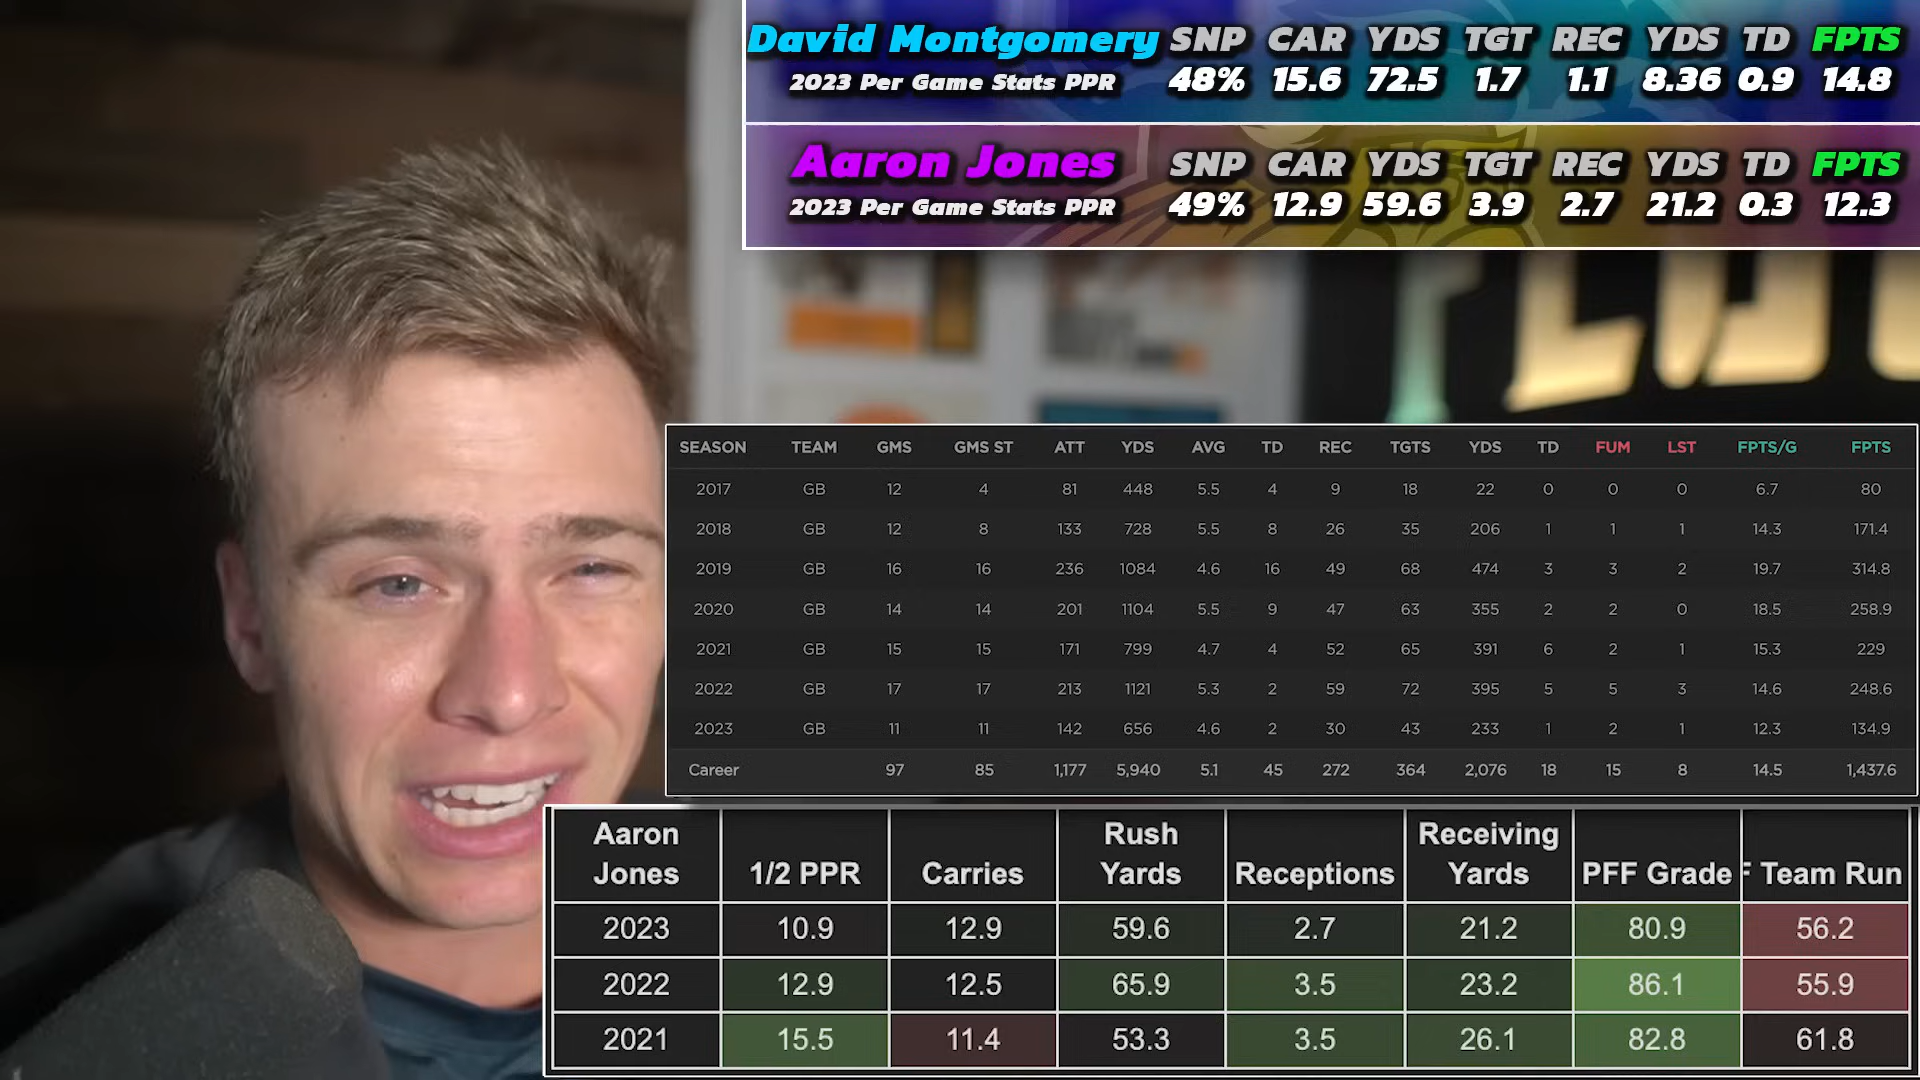 David Montgomery SNP CAR YDS TGT REC YDS TD FPTS
2023 Per Game Stats PPR 48% 15.6 72.5 1.7 1.1 8.36 0.9 14.8
Aaron Jones SNP CAR YDS TGT REC YDS TD FPTS
2023 Per Game Stats PPR 49% 12.9 59.6 3.9 2.7 21.2 0.3 12.3
SEASON TEAM GMS GMS ST ATT YDS AVG TD REC TGTS YDS TD FUM LST FPTS/G FPTS
2017 GB 12 4 81 448 5.5 4 9 18 22 0 0 0 6.7 80
2018 GB 12 8 133 728 5.5 8 26 35 206 1 1 1 14.3 171.4
2019 GB 16 16 236 1084 4.6 16 49 68 474 3 3 2 19.7 314.8
2020 GB 14 14 201 1104 5.5 9 47 63 355 2 2 0 18.5 258.9
2021 GB 15 15 171 799 4.7 4 52 65 391 6 2 1 15.3 229
2022 GB 17 17 213 1121 5.3 2 59 72 395 5 5 3 14.6 248.6
2023 GB 11 11 142 656 4.6 2 30 43 233 1 2 1 12.3 134.9
Career 97 85 1,177 5,940 5.1 45 272 364 2,076 18 15 8 14.5 1,437.6
Aaron Jones 1/2 PPR Carries Rush Yards Receptions Receiving Yards PFF Grade F Team Run
2023 10.9 12.9 59.6 2.7 21.2 80.9 56.2
2022 12.9 12.5 65.9 3.5 23.2 86.1 55.9
2021 15.5 11.4 53.3 3.5 26.1 82.8 61.8